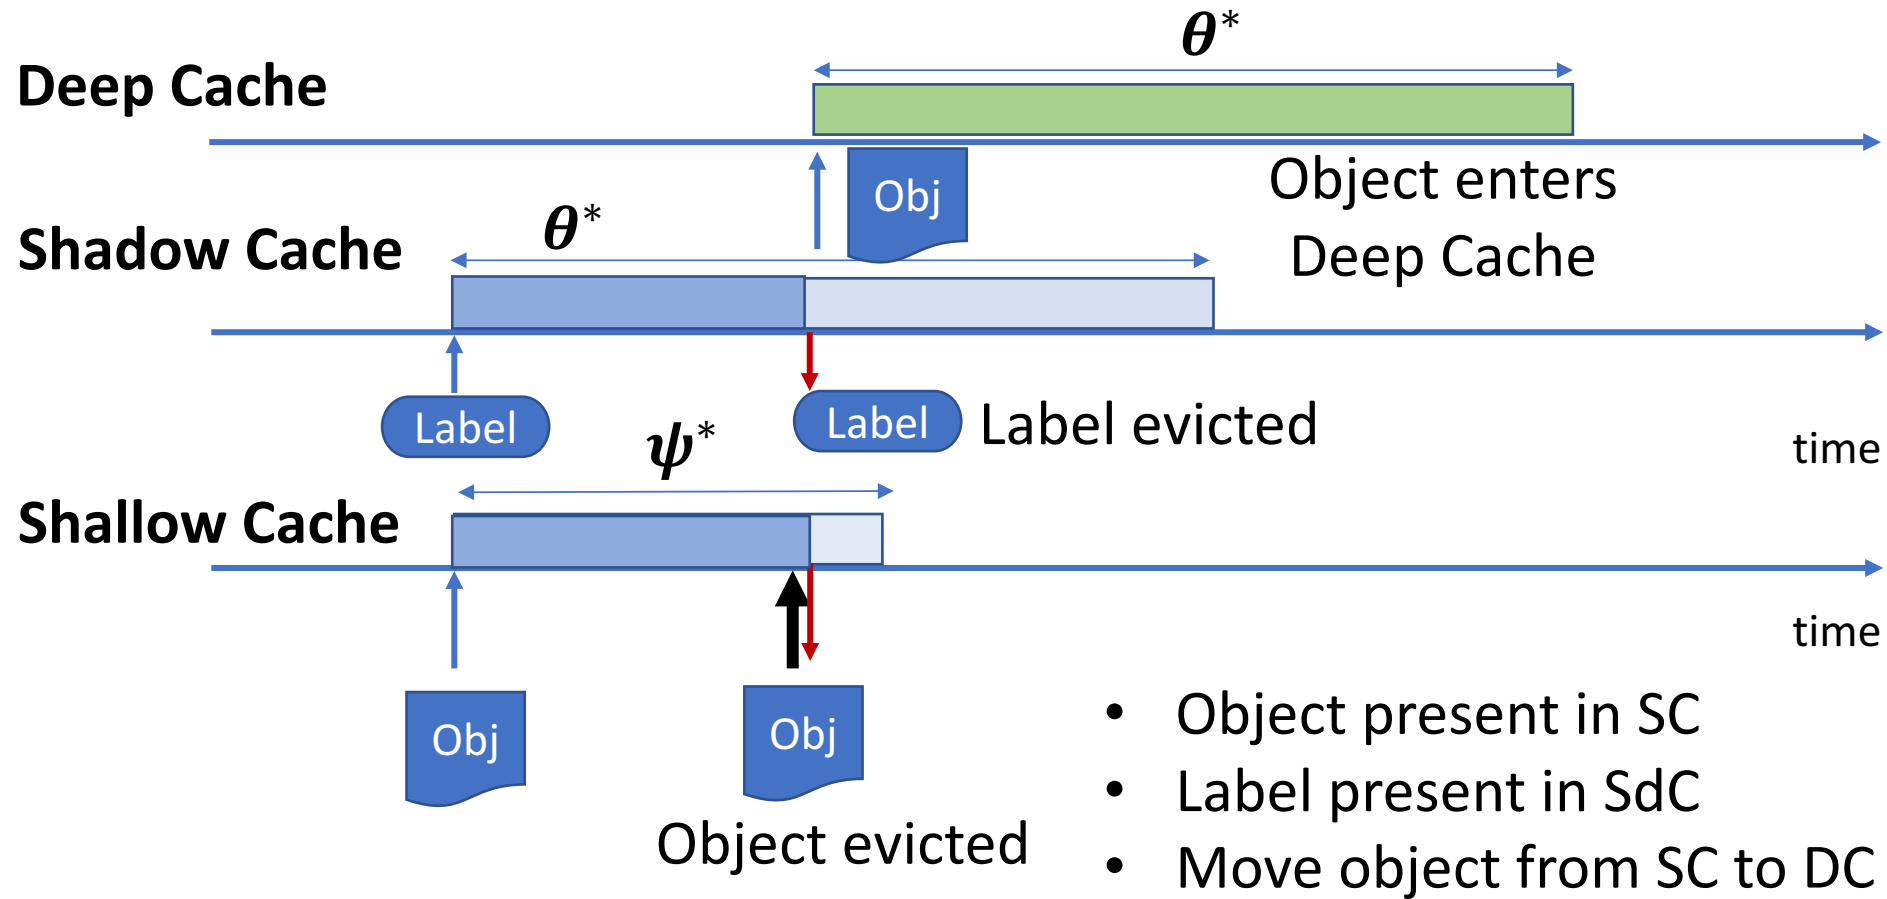 θ*
Deep Cache
Obj
Object enters
Deep Cache
θ*
Shadow Cache
Label
Label
Label evicted
time
ψ*
Shallow Cache
time
Obj
Obj
Object evicted
• Object present in SC
• Label present in SdC
• Move object from SC to DC